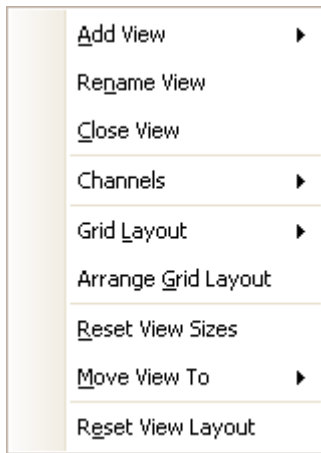 Add View
Rename View
Close View
Channels
Grid Layout
Arrange Grid Layout
Reset View Sizes
Move View To
Reset View Layout